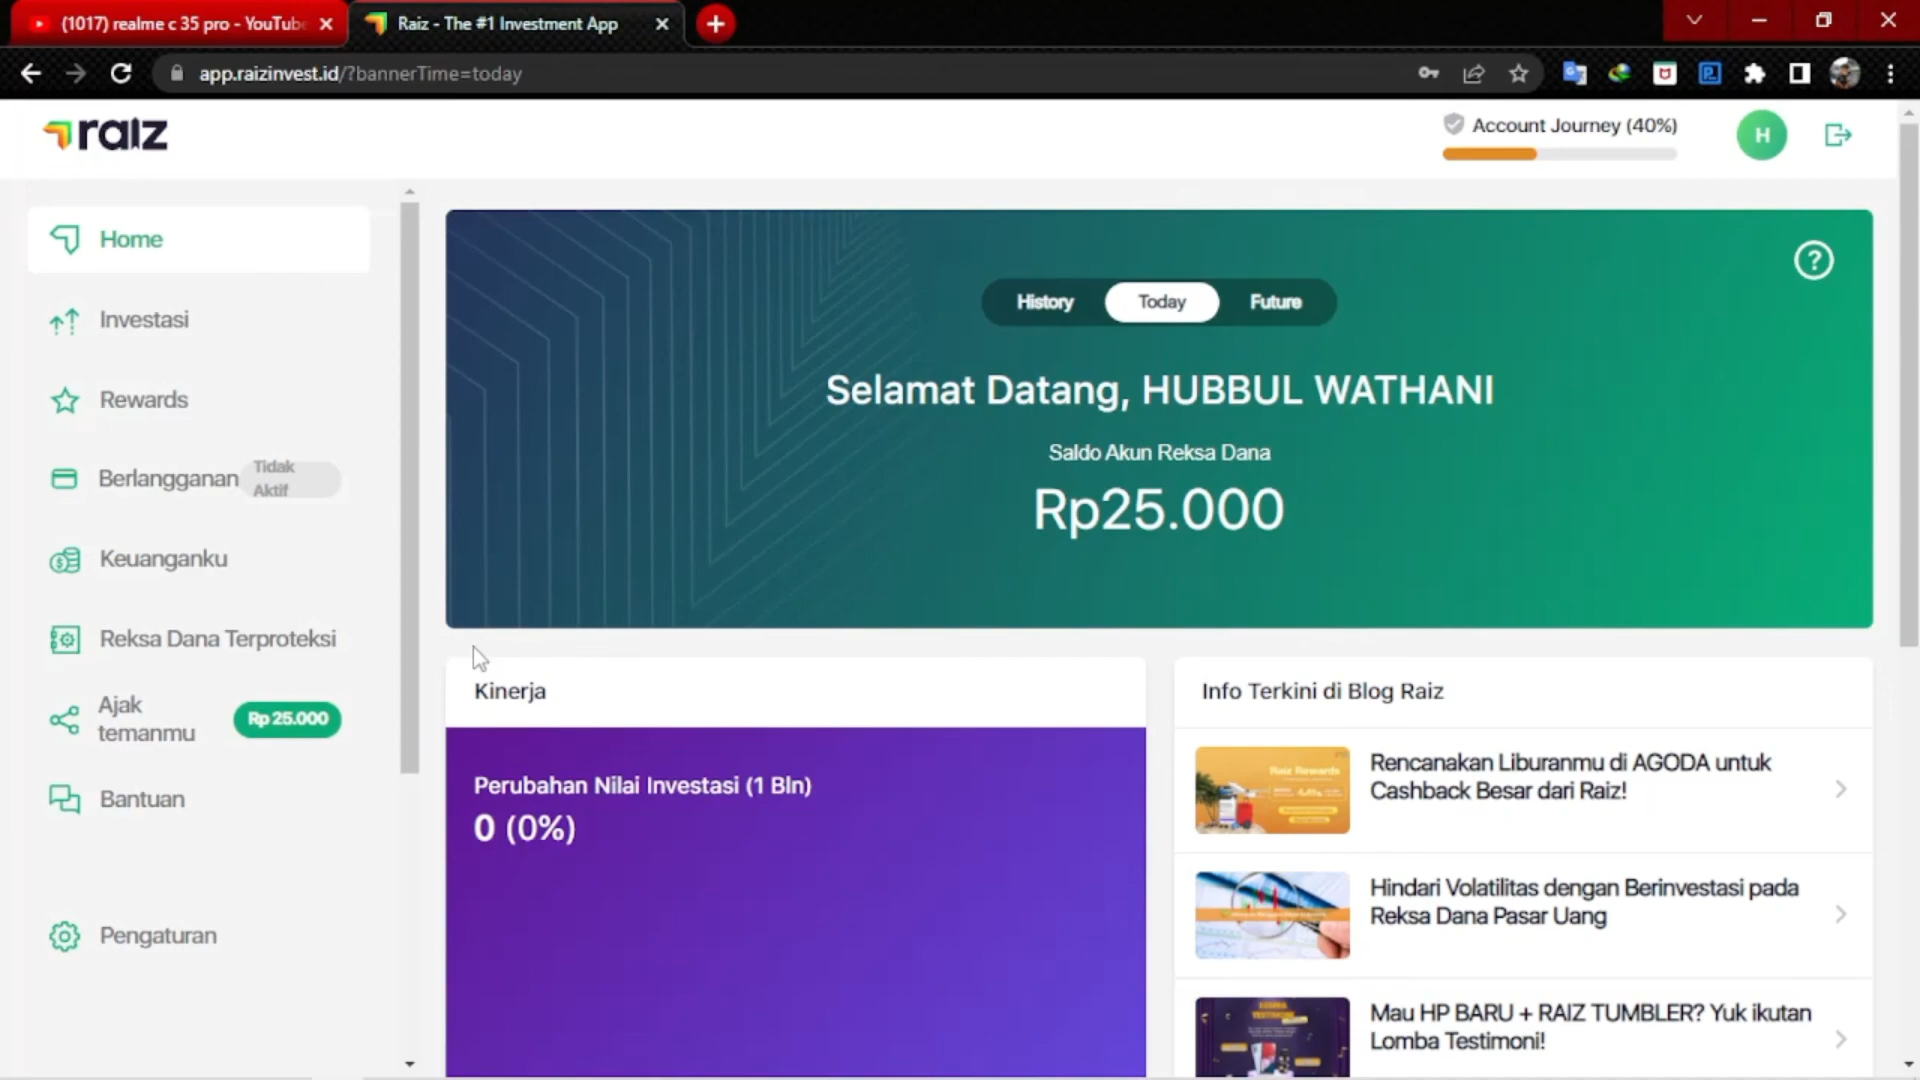 (1017) realme c 35 pro - YouTube
Raiz - The #1 Investment App
app.raizinvest.id/?bannerTime=today
raiz
Account Journey (40%)
H
Home
Investasi
Rewards
Berlangganan
Tidak
Aktif
Keuanganku
Reksa Dana Terproteksi
Ajak
temanmu
Rp 25.000
Bantuan
Pengaturan
?
History
Today
Future
Selamat Datang, HUBBUL WATHANI
Saldo Akun Reksa Dana
Rp25.000
Kinerja
Perubahan Nilai Investasi (1 Bln)
0 (0%)
Info Terkini di Blog Raiz
Raiz Rewards
Rencanakan Liburanmu di AGODA untuk
Cashback Besar dari Raiz!
Hindari Volatilitas dengan Berinvestasi pada
Reksa Dana Pasar Uang
Mau HP BARU + RAIZ TUMBLER? Yuk ikutan
Lomba Testimoni!